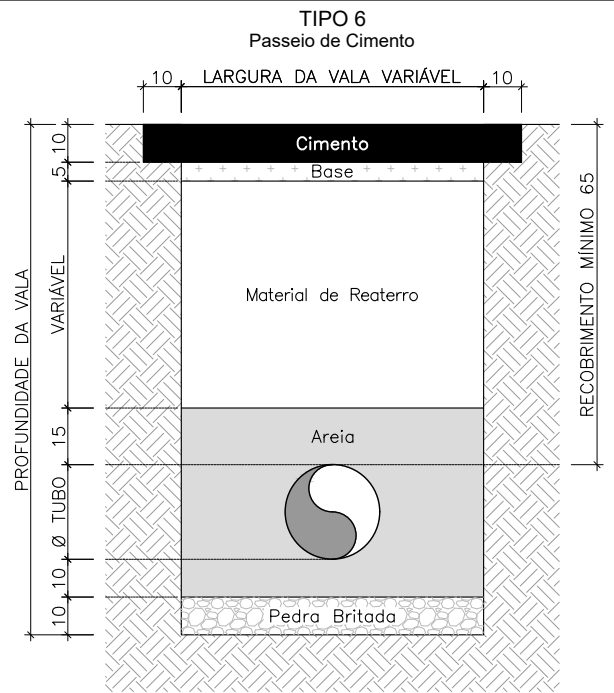 TIPO 6
Passeio de Cimento
10 LARGURA DA VALA VARIÁVEL 10
Cimento
Base
Material de Reaterro
Areia
Pedra Britada
PROFUNDIDADE DA VALA
10
5
VARIÁVEL
15
Ø TUBO
10
10
RECOBRIMENTO MÍNIMO 65